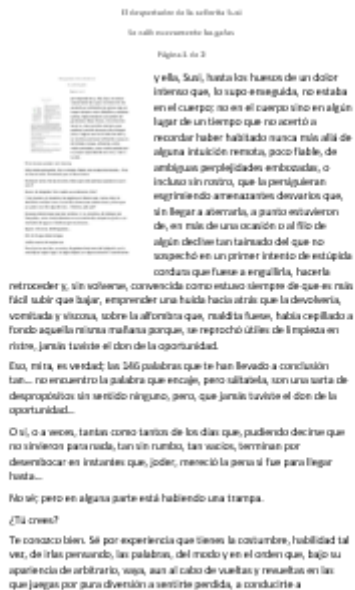 El despertador de la señorita Susi
Se salió nuevamente las gafas
Página 1 de 2
y ella, Susi, hasta los huesos de un dolor
intenso que, lo supo enseguida, no estaba
en el cuerpo; no en el cuerpo sino en algún
lugar de un tiempo que no acertó a
recordar haber habitado nunca más allá de
alguna intuición remota, poco fiable, de
ambiguas perplejidades embozadas, o
incluso sin rostro, que la persiguieran
esgrimiendo amenazantes desvaríos que,
sin llegar a aterrarla, a punto estuvieron
de, en más de una ocasión o al filo de
algún declive tan taimado del que no
sospechó en un primer intento de estúpida
cordura que fuese a engullirla, hacerla
retroceder y, sin volverse, convencida como estuvo siempre de que es más
fácil subir que bajar, emprender una huida hacia atrás que la devolvería,
vomitada y viscosa, sobre la alfombra que, maldita fuese, había cepillado a
fondo aquella misma mañana porque, se reprochó útiles de limpieza en
ristre, jamás tuviste el don de la oportunidad.
Eso, mira, es verdad; las 146 palabras que te han llevado a conclusión
tan... no encuentro la palabra que encaje, pero sáltatela, son una sarta de
despropósitos sin sentido ninguno, pero, que jamás tuviste el don de la
oportunidad...
O sí, o a veces, tantas como tantos de los días que, pudiendo decirse que
no sirvieron para nada, tan sin rumbo, tan vacíos, terminan por
desembocar en instantes que, joder, mereció la pena si fue para llegar
hasta...
No sé; pero en alguna parte está habiendo una trampa.
¿Tú crees?
Te conozco bien. Sé por experiencia que tienes la costumbre, habilidad tal
vez, de irlas pensando, las palabras, del modo y en el orden que, bajo su
apariencia de arbitrario, vaya, aun al cabo de vueltas y revueltas en las
que juegas por pura diversión a sentirte perdida, a conducirte a